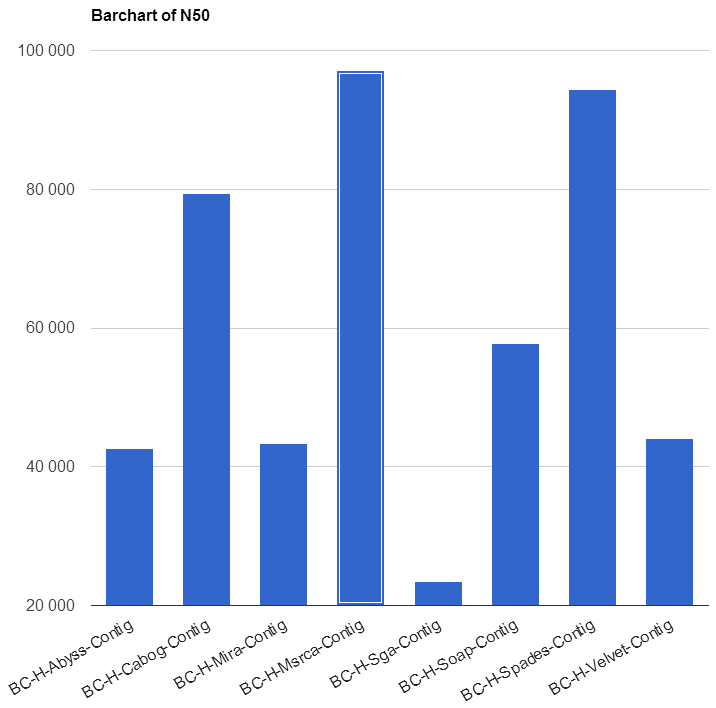 Barchart of N50
100 000
80 000
60 000
40 000
20 000
BC-H-Abyss-Contig
BC-H-Cabog-Contig
BC-H-Mira-Contig
BC-H-Msrca-Contig
BC-H-Sga-Contig
BC-H-Soap-Contig
BC-H-Spades-Contig
BC-H-Velvet-Contig